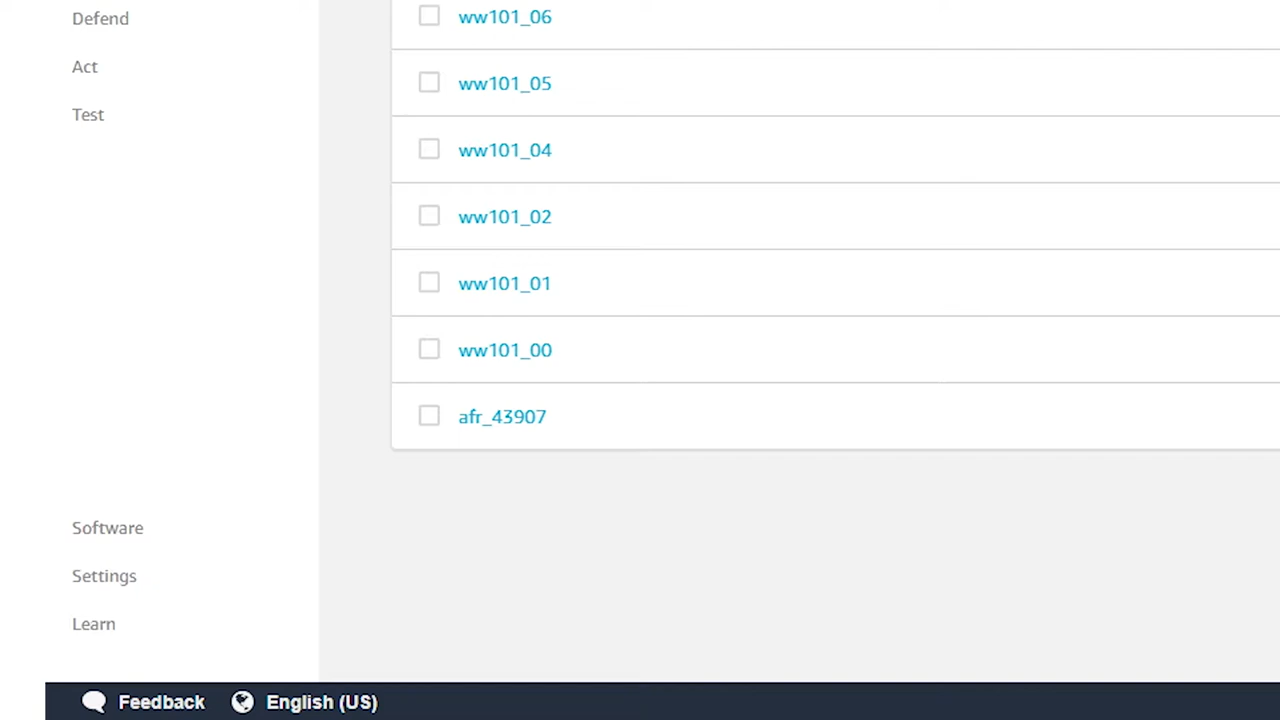 Defend
Act
Test
Software
Settings
Learn
ww101_06
ww101_05
ww101_04
ww101_02
ww101_01
ww101_00
afr_43907
Feedback English (US)